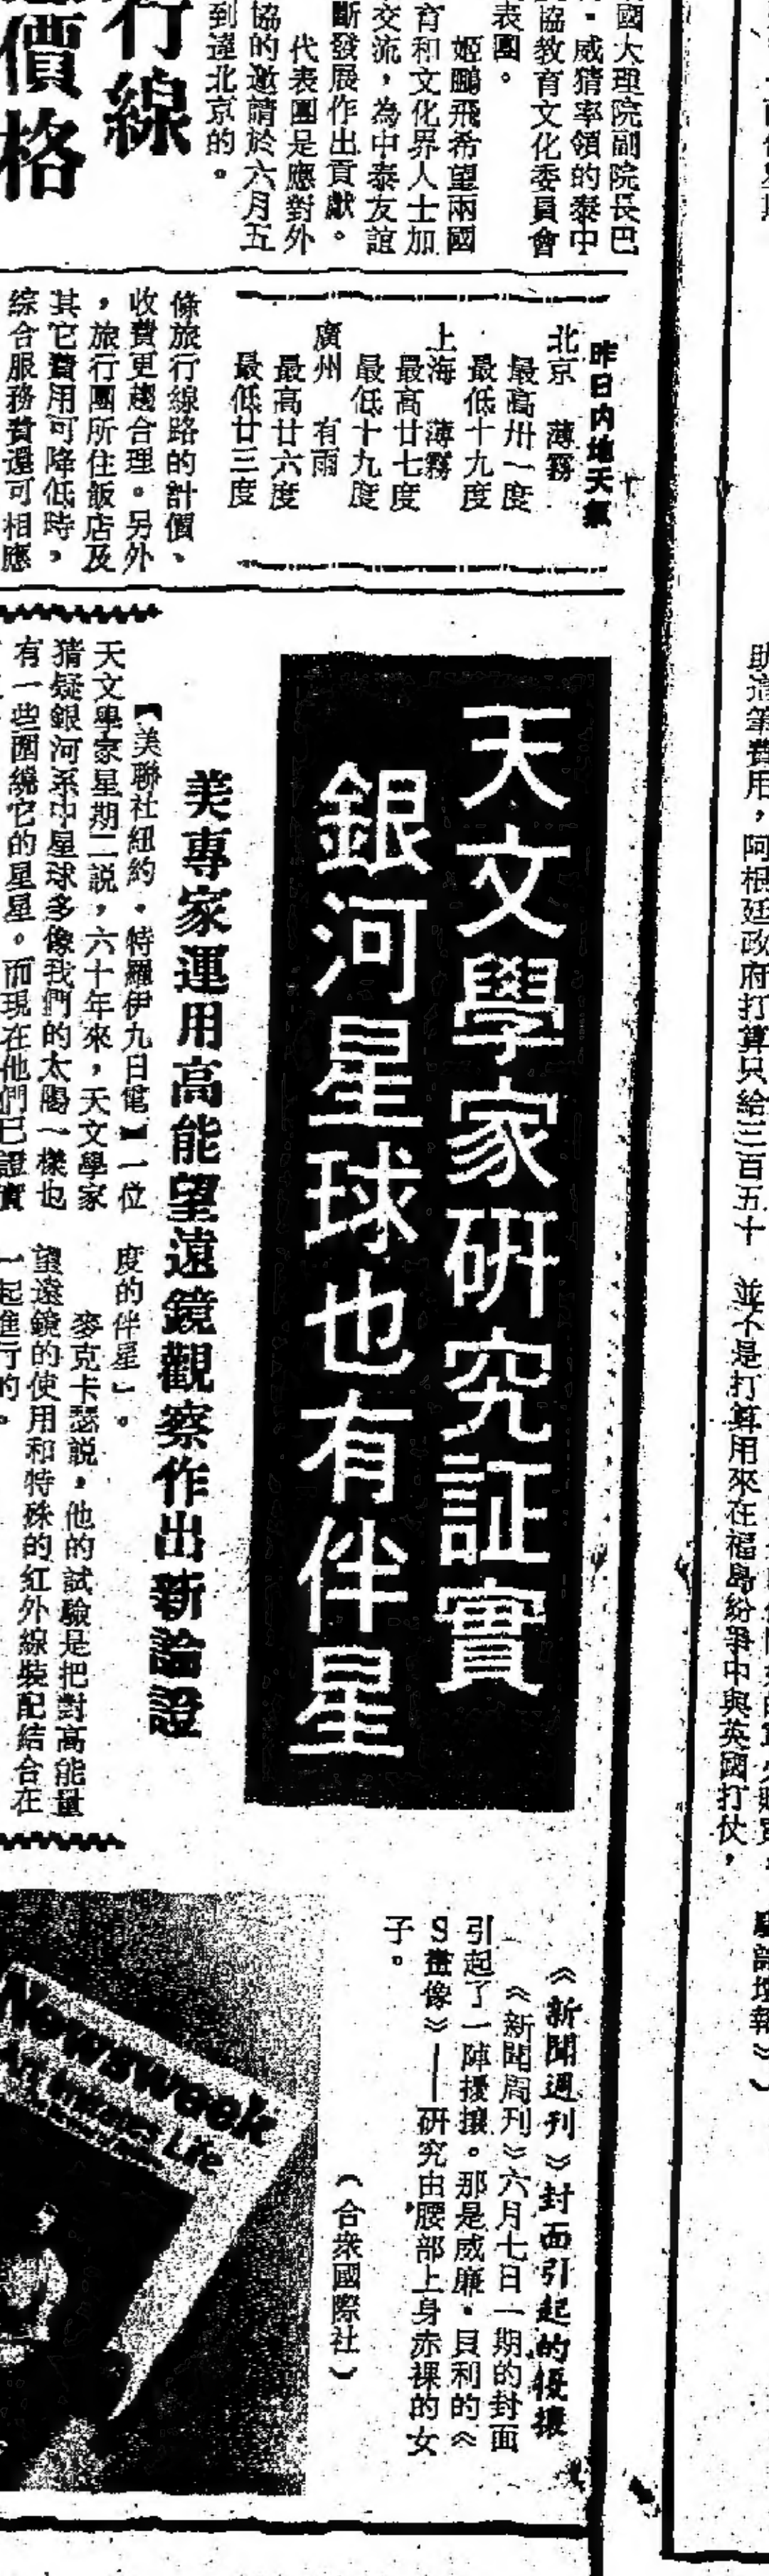 國大理院副院長巴
・威猜率領的泰中
協教育文化委員會
表團。
姬鵬飛希望兩國
育和文化界人士加
交流，為中泰友誼
斷發展作出貢獻。
代表團是應對外
協的邀請於六月五
到達北京的。
行線
價格
昨日内地天氣
北京　薄霧
最高卅一度
最低十九度
上海　薄霧
最高廿七度
最低十九度
廣州　有雨
最高廿六度
最低廿三度
條旅行線路的計價、
收費更趨合理。另外
，旅行團所住飯店及
其它費用可降低時，
綜合服務費還可相應
天文學家研究証實
銀河星球也有伴星
美專家運用高能望遠鏡觀察作出新論證
【美聯社紐約・特羅伊九日電】一位
天文學家星期二説，六十年來，天文學家
猜疑銀河系中星球多像我們的太陽一樣也
有一些圍繞它的星星。而現在他們已證實
度的伴星」。
麥克卡瑟説，他的試驗是把對高能量
望遠鏡的使用和特殊的紅外線裝配結合在
一起進行的。
《新聞週刊》封面引起的擾攘
《新聞周刊》六月七日一期的封面
引起了一陣擾攘。那是威廉・貝利的《
S畫像》——研究由腰部上身赤裸的女
子。
（合衆國際社）
Newsweek
Art Imitates Life
助這筆費用，阿根廷政府打算只給三百五十
並不是打算用來在福島紛爭中與英國打仗，